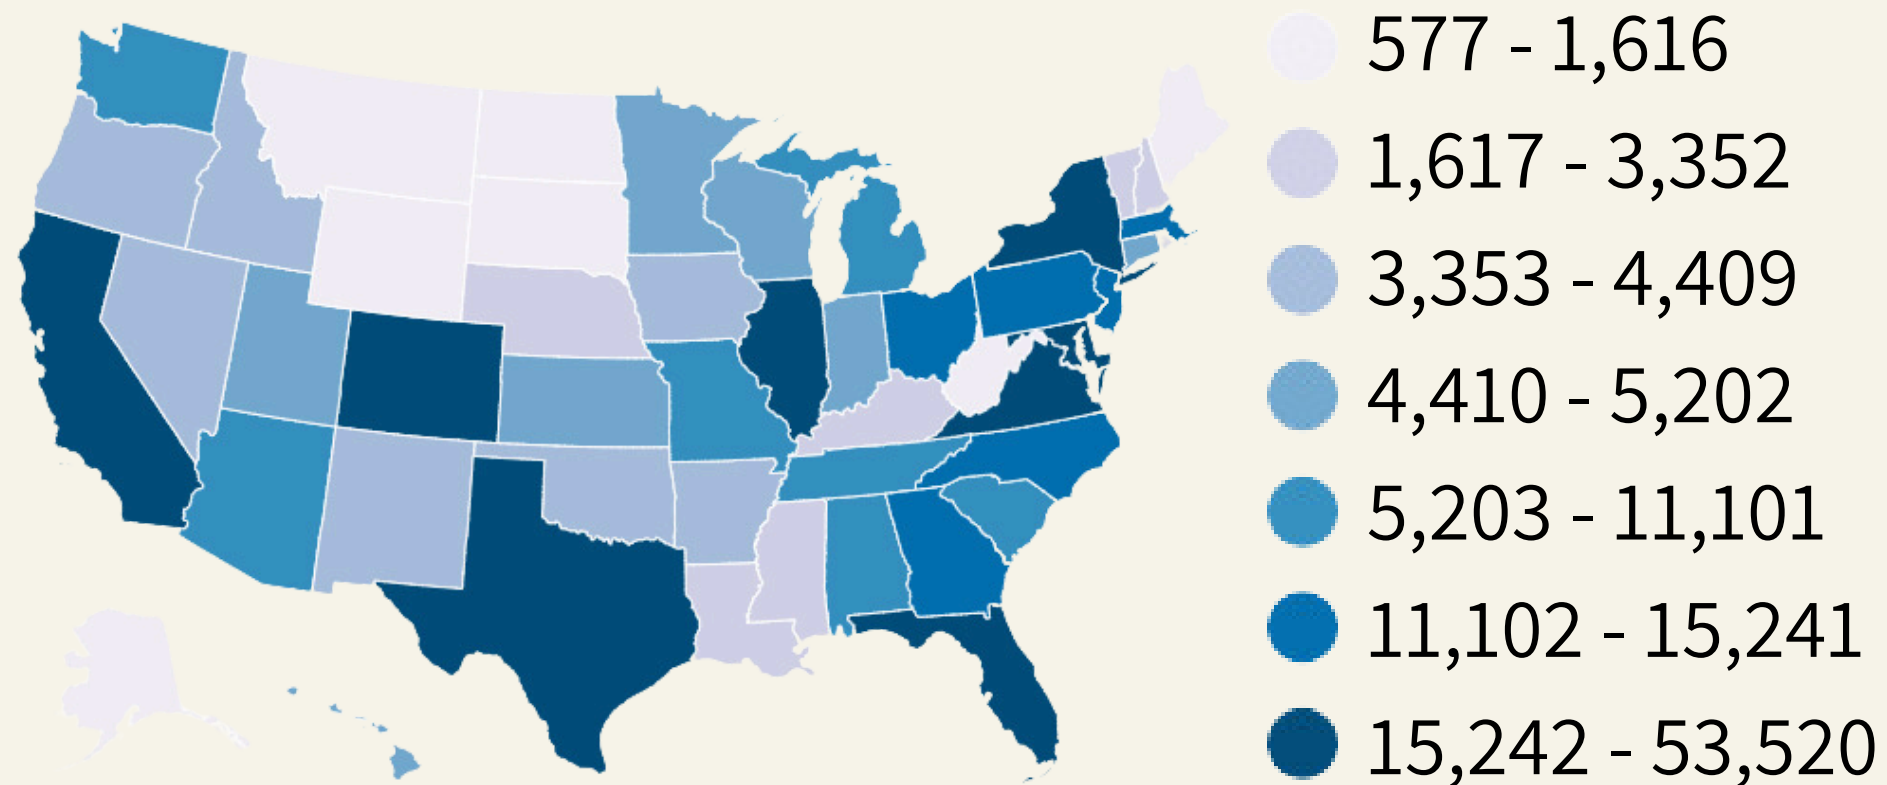 577 - 1,616
1,617 - 3,352
3,353 - 4,409
4,410 - 5,202
5,203 - 11,101
11,102 - 15,241
15,242 - 53,520